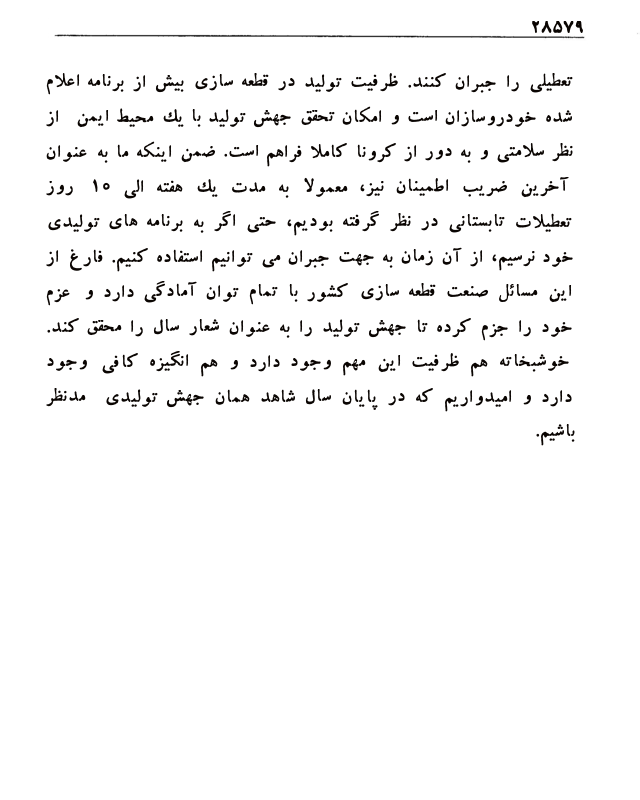 ۲۸۵۷۹
تعطیلی را جبران کنند. ظرفیت تولید در قطعه سازی بیش از برنامه اعلام
شده خودروسازان است و امکان تحقق جهش تولید با یك محیط ایمن از
نظر سلامتی و به دور از کرونا کاملا فراهم است. ضمن اینکه ما به عنوان
آخرین ضریب اطمینان نیز، معمولا به مدت یك هفته الی ۱۵ روز
تعطیلات تابستانی در نظر گرفته بودیم، حتی اگر به برنامه های تولیدی
خود نرسیم، از آن زمان به جهت جبران می توانیم استفاده کنیم. فارغ از
این مسائل صنعت قطعه سازی کشور با تمام توان آمادگی دارد و عزم
خود را جزم کرده تا جهش تولید را به عنوان شعار سال را محقق کند.
خوشبخاته هم ظرفیت این مهم وجود دارد و هم انگیزه کافی وجود
دارد و امیدواریم که در پایان سال شاهد همان جهش تولیدی مدنظر
باشیم.